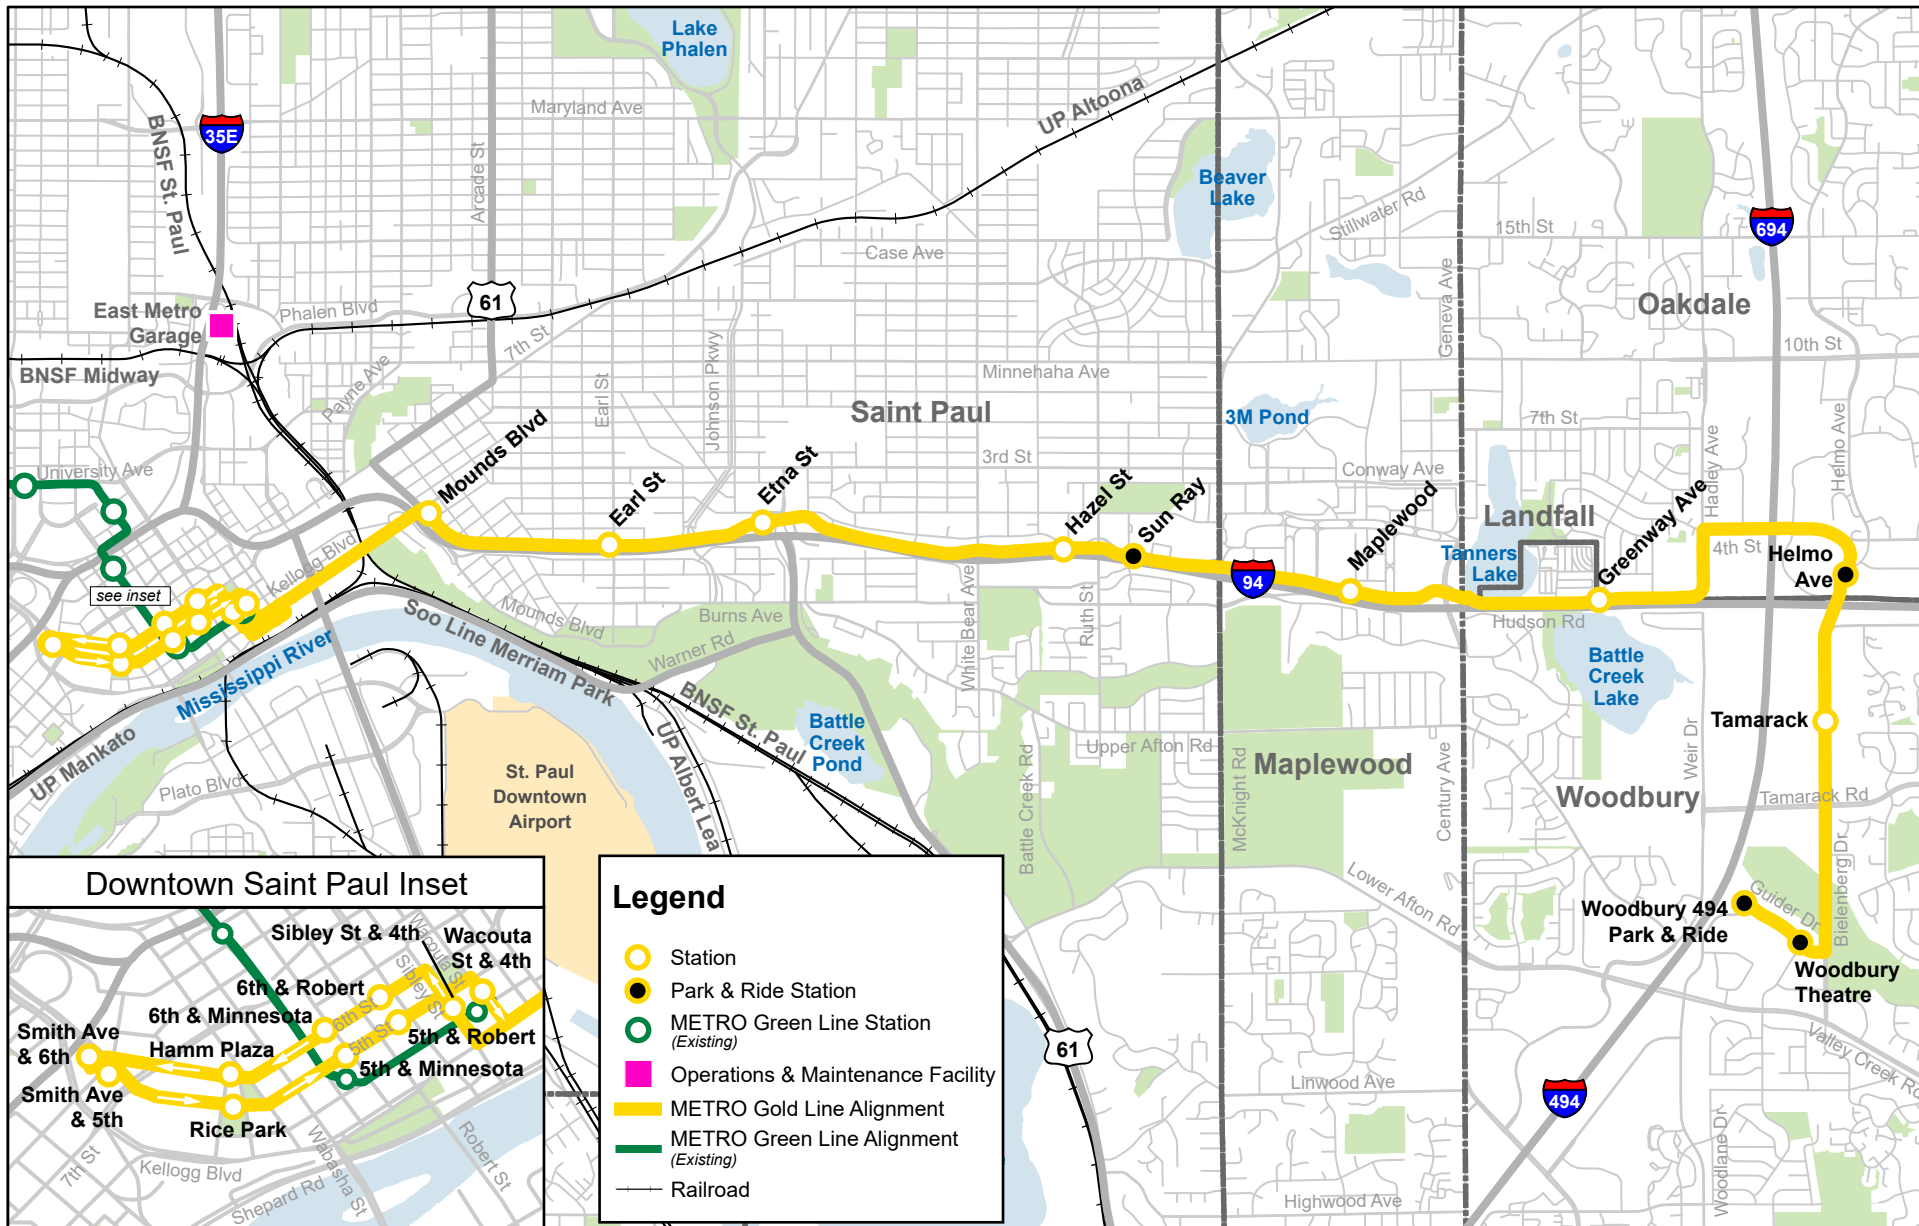 Lake
Phalen
Maryland Ave
UP Altoona
BNSF St. Paul
35E
Arcade St
Beaver
Lake
Stillwater Rd
15th St
694
Case Ave
Geneva Ave
61
East Metro
Garage
Phalen Blvd
7th St
Oakdale
10th St
BNSF Midway
Payne Ave
Earl St
Johnson Pkwy
Minnehaha Ave
Saint Paul
3M Pond
7th St
Hadley Ave
Helmo Ave
University Ave
Mounds Blvd
Earl St
Etna St
3rd St
Hazel St
Sun Ray
Conway Ave
Maplewood
Landfall
Greenway Ave
Tanners
Lake
4th St
Helmo
Ave
94
Kellogg Blvd
see inset
Mounds Blvd
Burns Ave
Warner Rd
White Bear Ave
Ruth St
Hudson Rd
Battle
Creek
Lake
Mississippi River
Soo Line Merriam Park
BNSF St. Paul
UP Albert Lea
Battle
Creek
Pond
Upper Afton Rd
Battle Creek Rd
McKnight Rd
Maplewood
Century Ave
Woodbury
Weir Dr
Tamarack
Tamarack Rd
UP Mankato
Plato Blvd
St. Paul
Downtown
Airport
Lower Afton Rd
Guider Dr
Bielenberg Dr
Woodbury 494
Park & Ride
Woodbury
Theatre
Valley Creek Rd
494
61
Linwood Ave
Highwood Ave
Woodlane Dr
Downtown Saint Paul Inset
Sibley St & 4th
Wacouta St
Wacouta
St & 4th
Sibley St
6th & Robert
6th St
6th & Minnesota
5th St
5th & Robert
Smith Ave
& 6th
Hamm Plaza
5th & Minnesota
Smith Ave
& 5th
Rice Park
7th St
Kellogg Blvd
Shepard Rd
Wabasha St
Robert St
Legend
Station
Park & Ride Station
METRO Green Line Station
(Existing)
Operations & Maintenance Facility
METRO Gold Line Alignment
METRO Green Line Alignment
(Existing)
Railroad